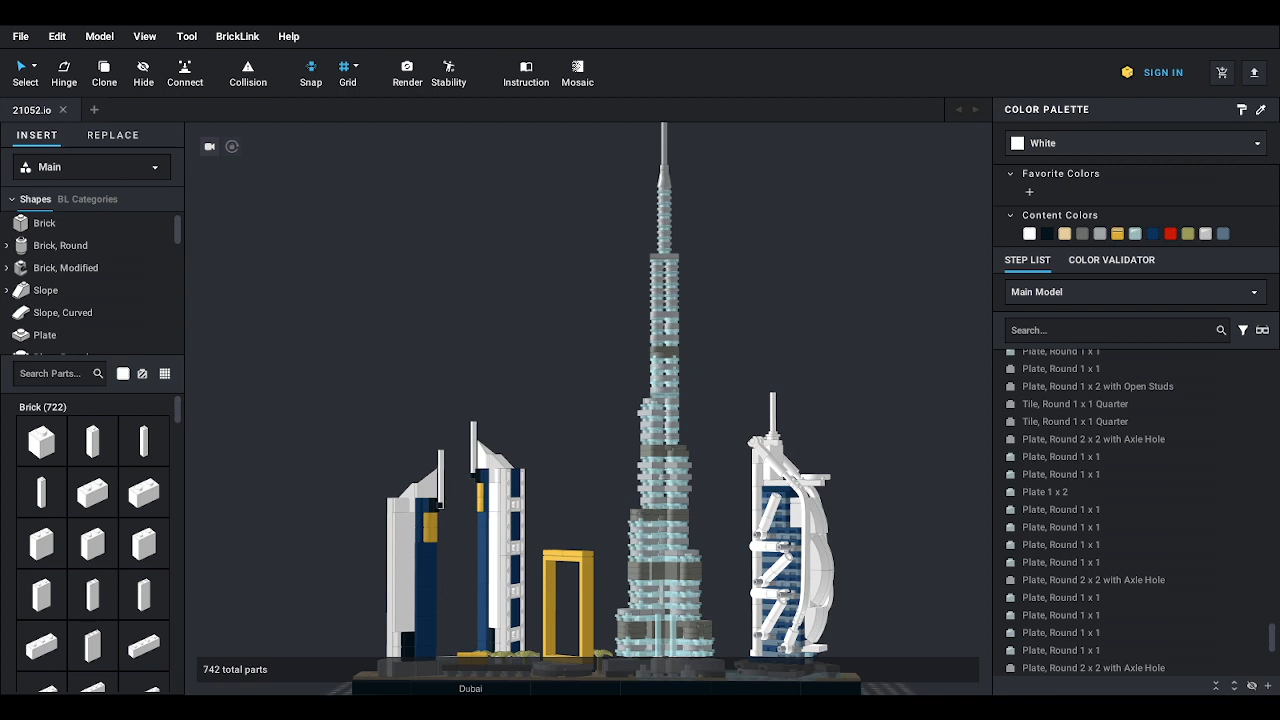 File Edit Model View Tool BrickLink Help
Select Hinge Clone Hide Connect Collision Snap Grid Render Stability Instruction Mosaic SIGN IN
21052.io
COLOR PALETTE
INSERT REPLACE
White
Main
Favorite Colors
Shapes BL Categories
Content Colors
Brick
Brick, Round
Brick, Modified
Slope
Slope, Curved
Plate
STEP LIST COLOR VALIDATOR
Main Model
Search...
Search Parts...
Brick (722)
Plate, Round 1 x 1
Plate, Round 1 x 1
Plate, Round 1 x 2 with Open Studs
Tile, Round 1 x 1 Quarter
Tile, Round 1 x 1 Quarter
Plate, Round 2 x 2 with Axle Hole
Plate, Round 1 x 1
Plate, Round 1 x 1
Plate 1 x 2
Plate, Round 1 x 1
Plate, Round 1 x 1
Plate, Round 1 x 1
Plate, Round 1 x 1
Plate, Round 2 x 2 with Axle Hole
Plate, Round 1 x 1
Plate, Round 1 x 1
Plate, Round 1 x 1
Plate, Round 1 x 1
Plate, Round 2 x 2 with Axle Hole
742 total parts
Dubai